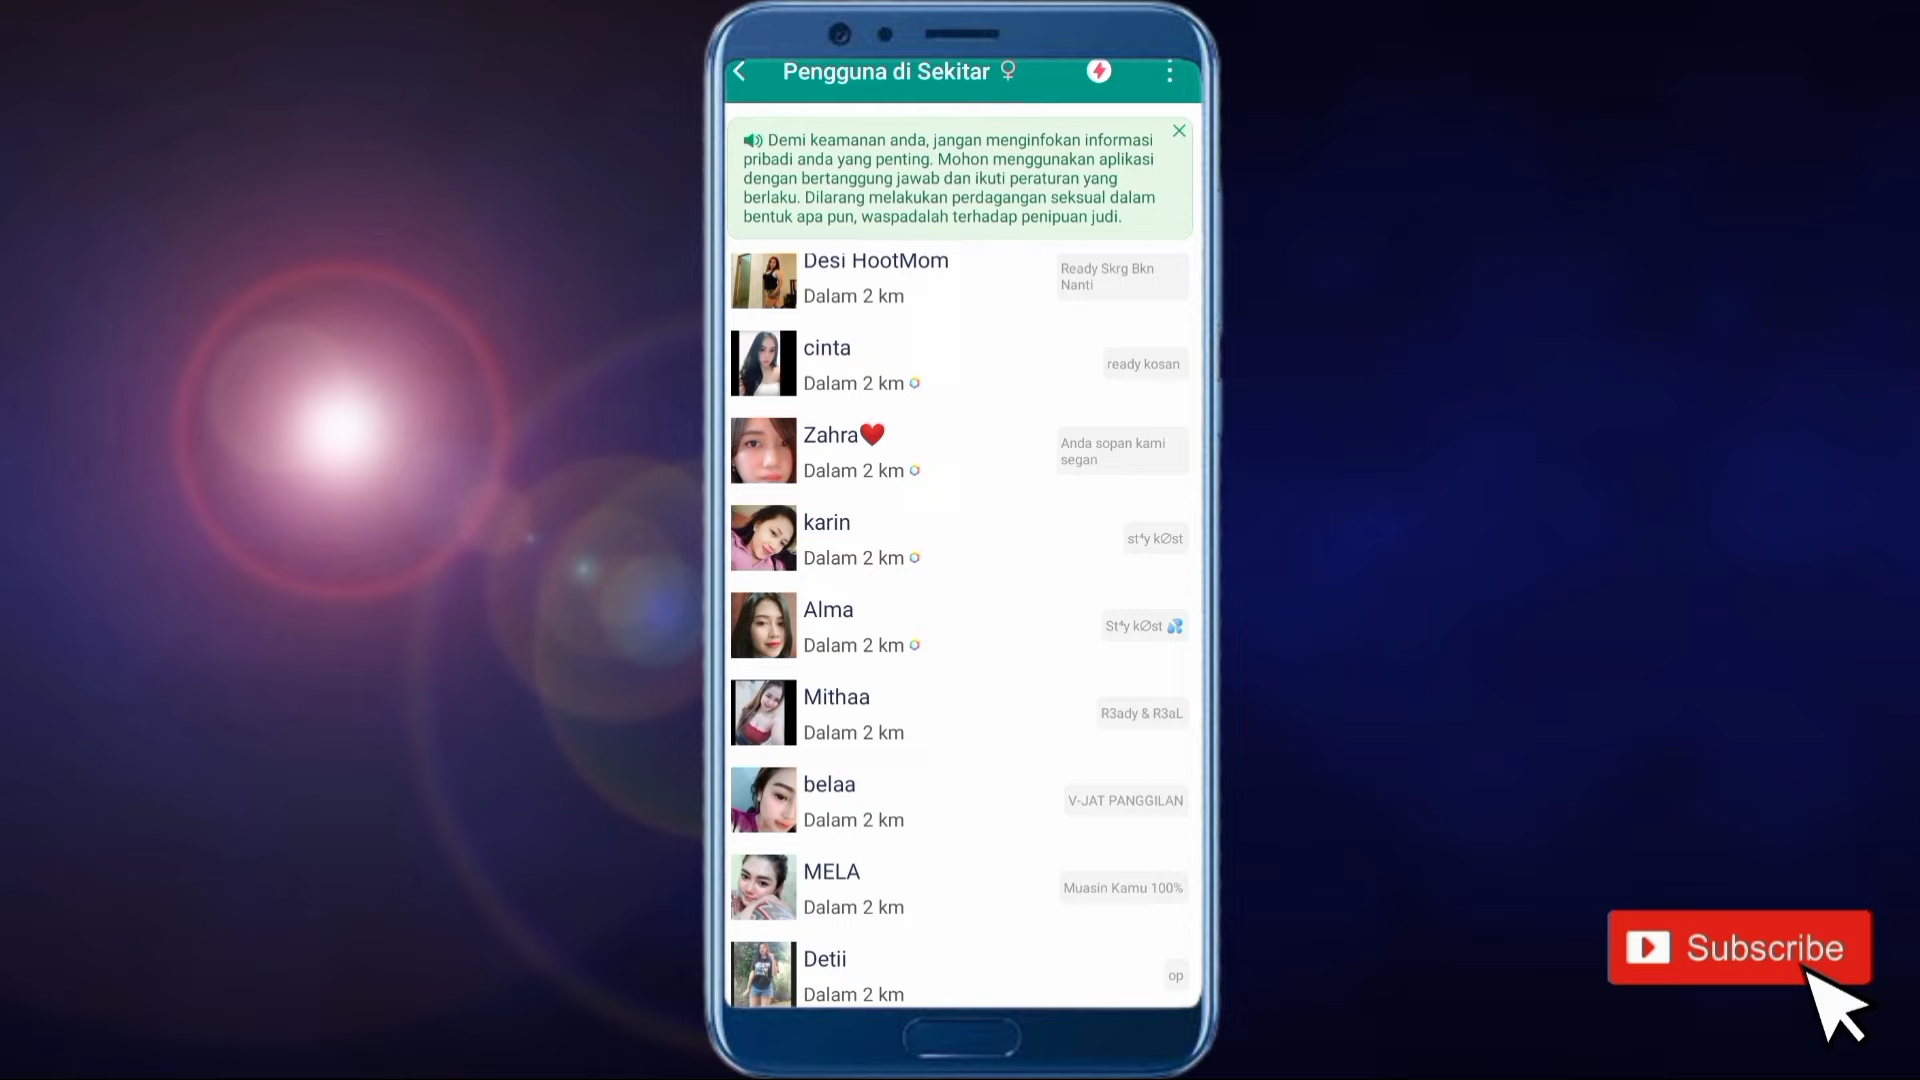 Pengguna di Sekitar
Demi keamanan anda, jangan menginfokan informasi
pribadi anda yang penting. Mohon menggunakan aplikasi
dengan bertanggung jawab dan ikuti peraturan yang
berlaku. Dilarang melakukan perdagangan seksual dalam
bentuk apa pun, waspadalah terhadap penipuan judi.
Desi HootMom
Dalam 2 km
Ready Skrg Bkn
Nanti
cinta
Dalam 2 km
ready kosan
Zahra❤️
Dalam 2 km
Anda sopan kami
segan
karin
Dalam 2 km
st⁴y kØst
Alma
Dalam 2 km
St⁴y kØst 💦
Mithaa
Dalam 2 km
R3ady & R3aL
belaa
Dalam 2 km
V-JAT PANGGILAN
MELA
Dalam 2 km
Muasin Kamu 100%
Detii
Dalam 2 km
op
Subscribe